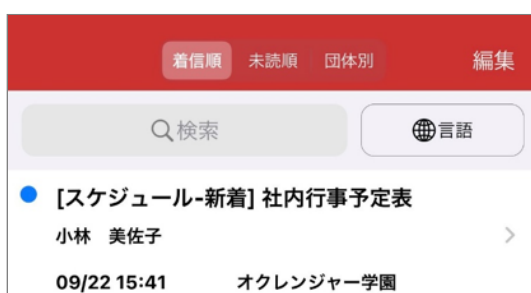 着信順 未読順 団体別 編集
検索 言語
[スケジュール-新着] 社内行事予定表
小林 美佐子
09/22 15:41 オクレンジャー学園